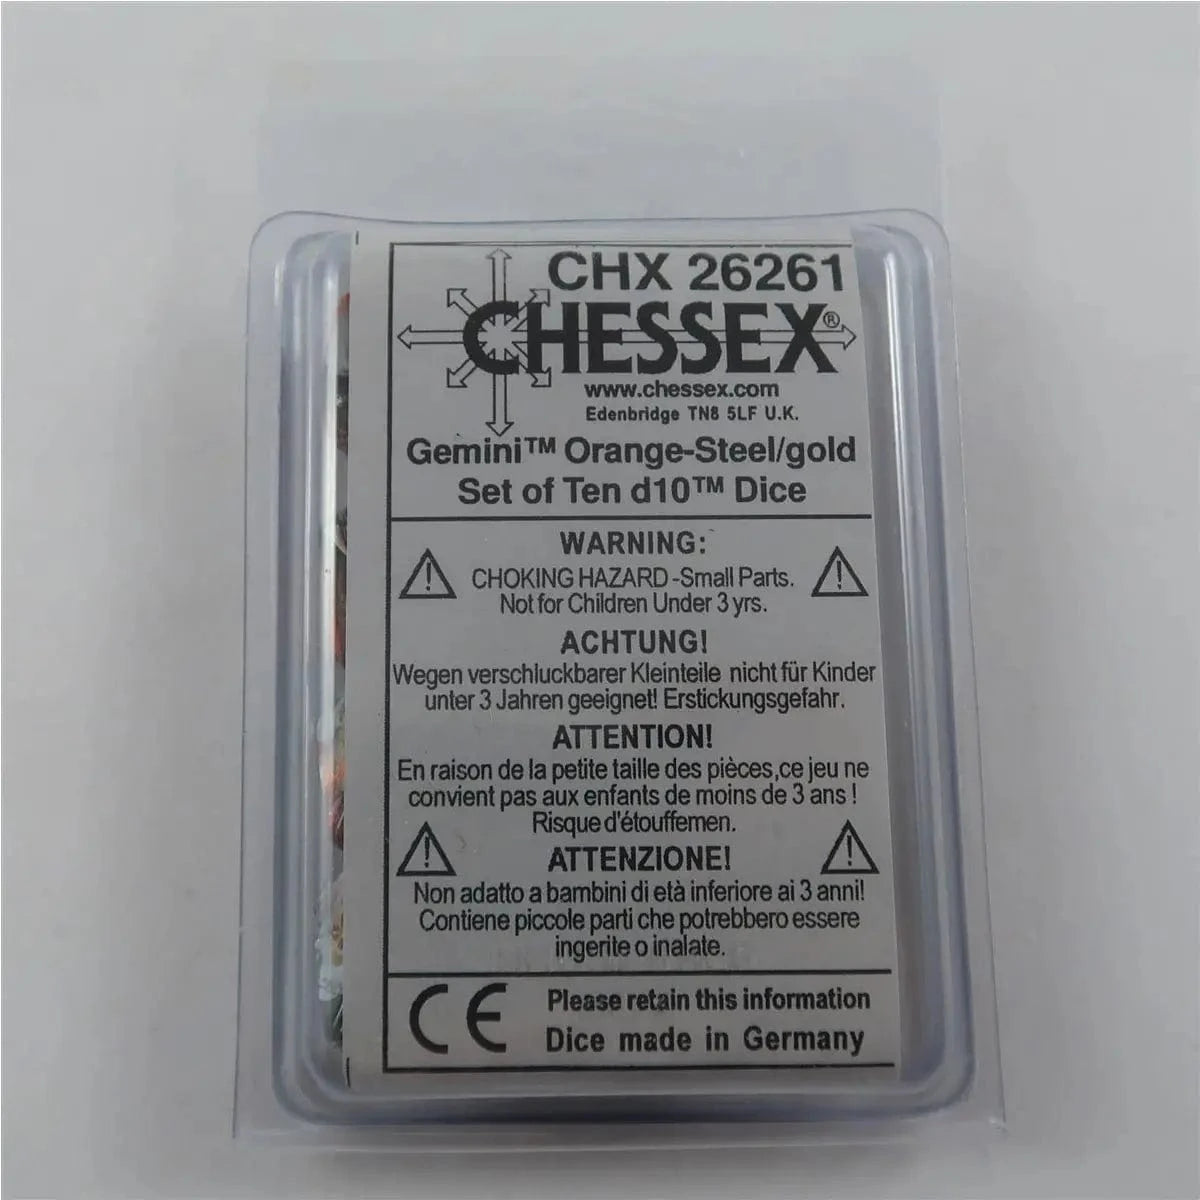 CHX 26261
CHESSEX®
www.chessex.com
Edenbridge TN8 5LF U.K.
Gemini™ Orange-Steel/gold
Set of Ten d10™ Dice
WARNING:
CHOKING HAZARD -Small Parts.
Not for Children Under 3 yrs.
ACHTUNG!
Wegen verschluckbarer Kleinteile nicht für Kinder
unter 3 Jahren geeignet! Erstickungsgefahr.
ATTENTION!
En raison de la petite taille des pièces,ce jeu ne
convient pas aux enfants de moins de 3 ans !
Risque d'étouffemen.
ATTENZIONE!
Non adatto a bambini di età inferiore ai 3 anni!
Contiene piccole parti che potrebbero essere
ingerite o inalate.
CE
Please retain this information
Dice made in Germany